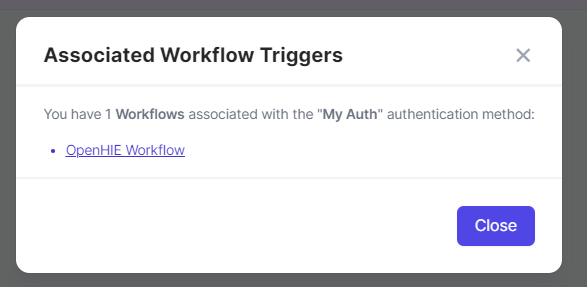 Associated Workflow Triggers
You have 1 Workflows associated with the "My Auth" authentication method:
OpenHIE Workflow
Close